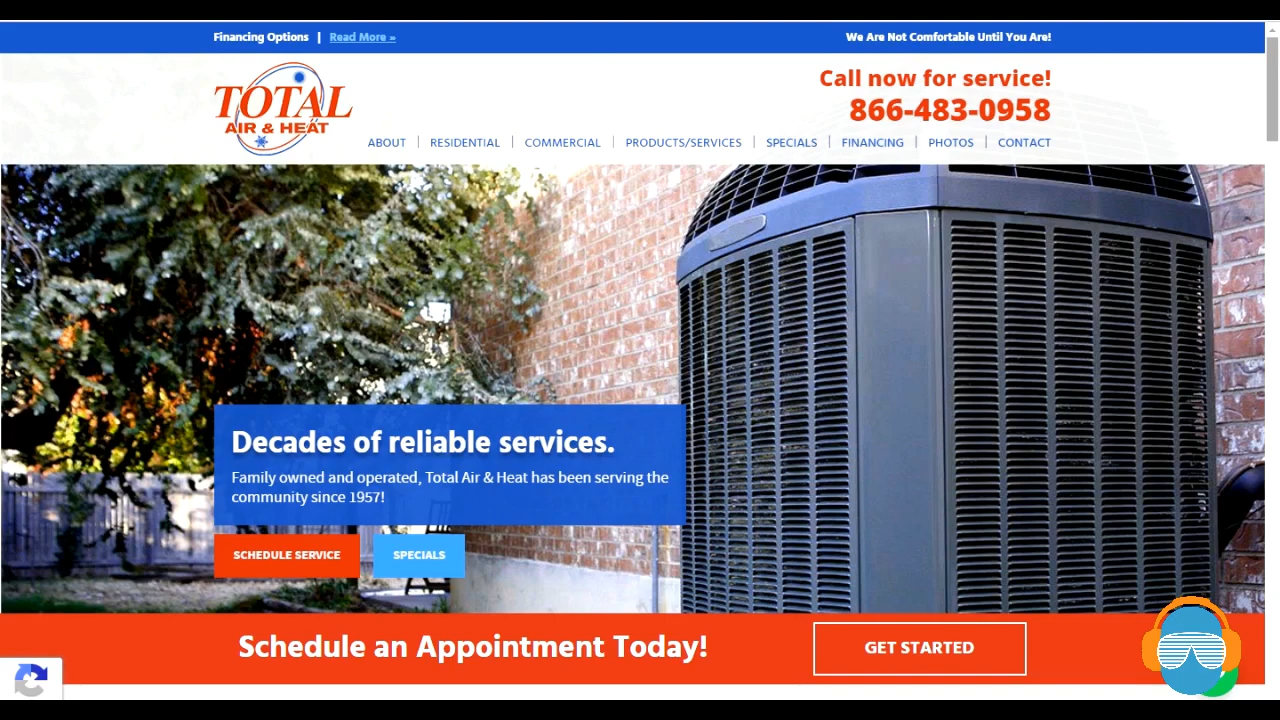 Financing Options | Read More »
We Are Not Comfortable Until You Are!
TOTAL
AIR & HEAT
Call now for service!
866-483-0958
ABOUT | RESIDENTIAL | COMMERCIAL | PRODUCTS/SERVICES | SPECIALS | FINANCING | PHOTOS | CONTACT
Decades of reliable services.
Family owned and operated, Total Air & Heat has been serving the
community since 1957!
SCHEDULE SERVICE
SPECIALS
Schedule an Appointment Today!
GET STARTED